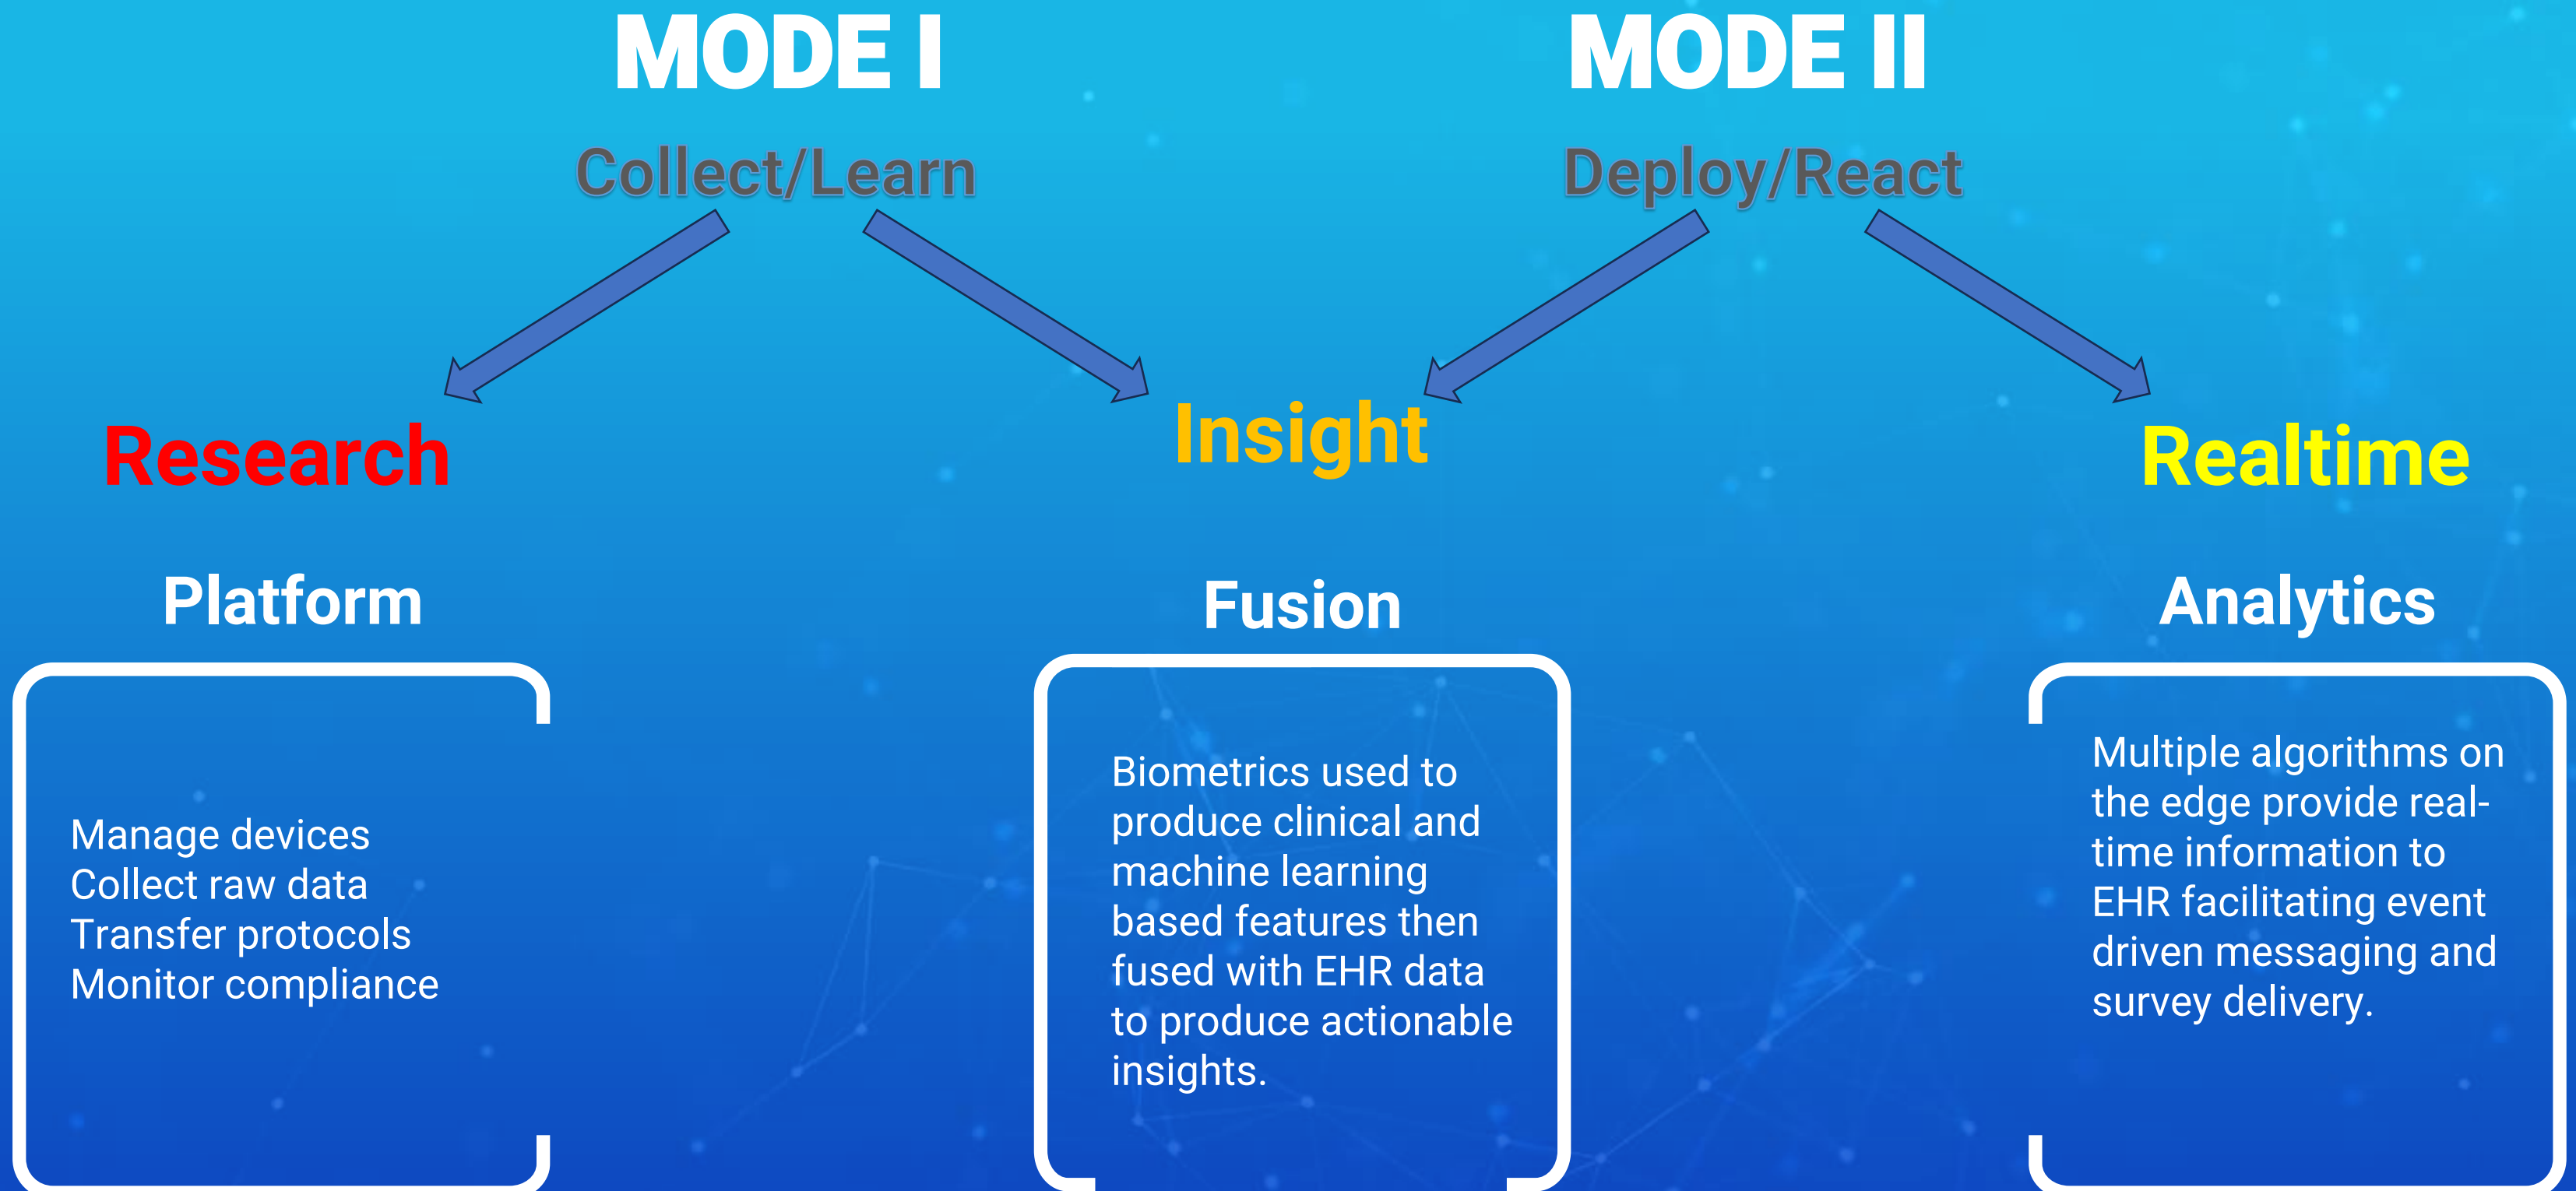 MODE I
MODE II
Collect/Learn
Deploy/React
Research
Insight
Realtime
Platform
Fusion
Analytics
Manage devices
Collect raw data
Transfer protocols
Monitor compliance
Biometrics used to
produce clinical and
machine learning
based features then
fused with EHR data
to produce actionable
insights.
Multiple algorithms on
the edge provide real-
time information to
EHR facilitating event
driven messaging and
survey delivery.